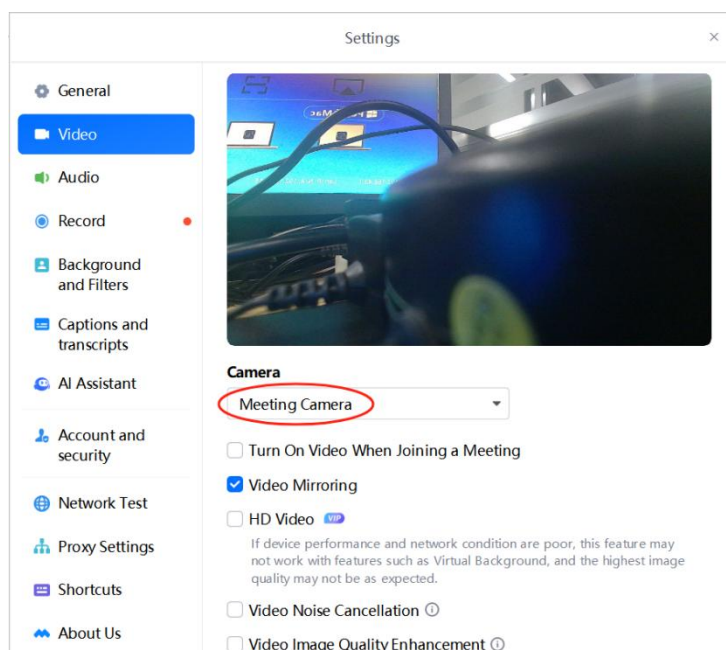 Settings
General
Video
Audio
Record
Background
and Filters
Captions and
transcripts
AI Assistant
Account and
security
Network Test
Proxy Settings
Shortcuts
About Us
Camera
Meeting Camera
Turn On Video When Joining a Meeting
Video Mirroring
HD Video VIP
If device performance and network condition are poor, this feature may
not work with features such as Virtual Background, and the highest image
quality may not be as expected.
Video Noise Cancellation
Video Image Quality Enhancement